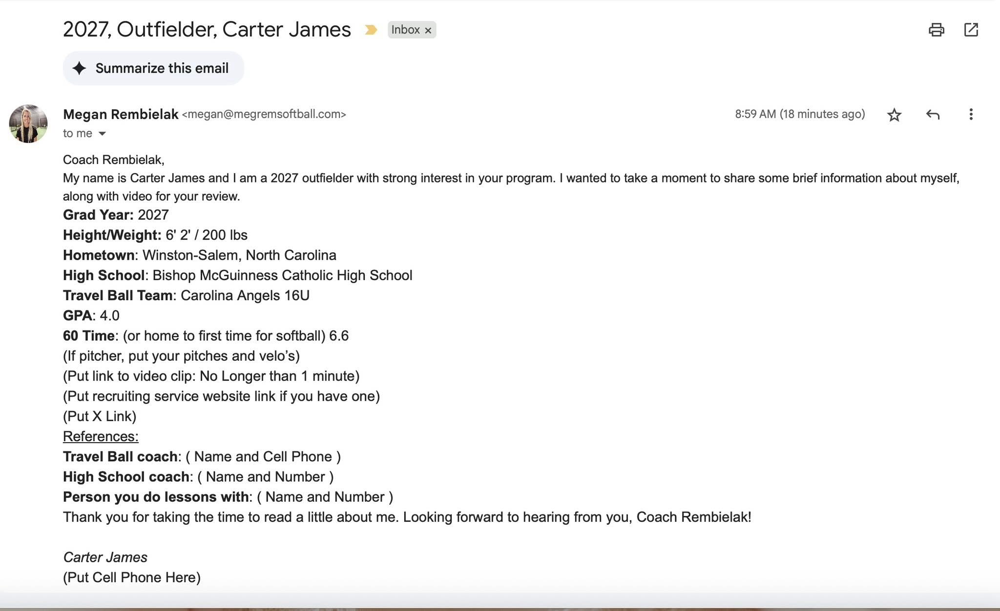 2027, Outfielder, Carter James Inbox ×
Summarize this email
Megan Rembielak <megan@megremsoftball.com> 8:59 AM (18 minutes ago)
to me
Coach Rembielak,
My name is Carter James and I am a 2027 outfielder with strong interest in your program. I wanted to take a moment to share some brief information about myself,
along with video for your review.
Grad Year: 2027
Height/Weight: 6' 2' / 200 lbs
Hometown: Winston-Salem, North Carolina
High School: Bishop McGuinness Catholic High School
Travel Ball Team: Carolina Angels 16U
GPA: 4.0
60 Time: (or home to first time for softball) 6.6
(If pitcher, put your pitches and velo’s)
(Put link to video clip: No Longer than 1 minute)
(Put recruiting service website link if you have one)
(Put X Link)
References:
Travel Ball coach: ( Name and Cell Phone )
High School coach: ( Name and Number )
Person you do lessons with: ( Name and Number )
Thank you for taking the time to read a little about me. Looking forward to hearing from you, Coach Rembielak!
Carter James
(Put Cell Phone Here)